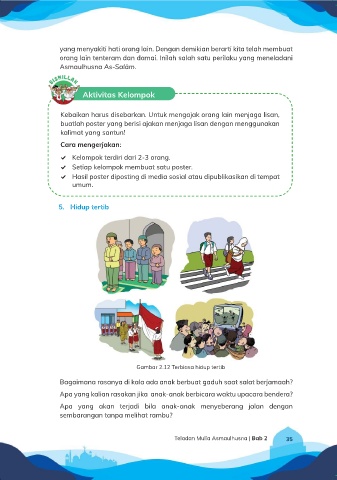 yang menyakiti hati orang lain. Dengan demikian berarti kita telah membuat
orang lain tenteram dan damai. Inilah salah satu perilaku yang meneladani
Asmaulhusna As-Salām.
BISMILLAH
Aktivitas Kelompok
Kebaikan harus disebarkan. Untuk mengajak orang lain menjaga lisan,
buatlah poster yang berisi ajakan menjaga lisan dengan menggunakan
kalimat yang santun!
Cara mengerjakan:
✓ Kelompok terdiri dari 2-3 orang.
✓ Setiap kelompok membuat satu poster.
✓ Hasil poster diposting di media sosial atau dipublikasikan di tempat
umum.
5. Hidup tertib
Gambar 2.12 Terbiasa hidup tertib
Bagaimana rasanya di kala ada anak berbuat gaduh saat salat berjamaah?
Apa yang kalian rasakan jika anak-anak berbicara waktu upacara bendera?
Apa yang akan terjadi bila anak-anak menyeberang jalan dengan
sembarangan tanpa melihat rambu?
Teladan Mulia Asmaulhusna | Bab 2 35